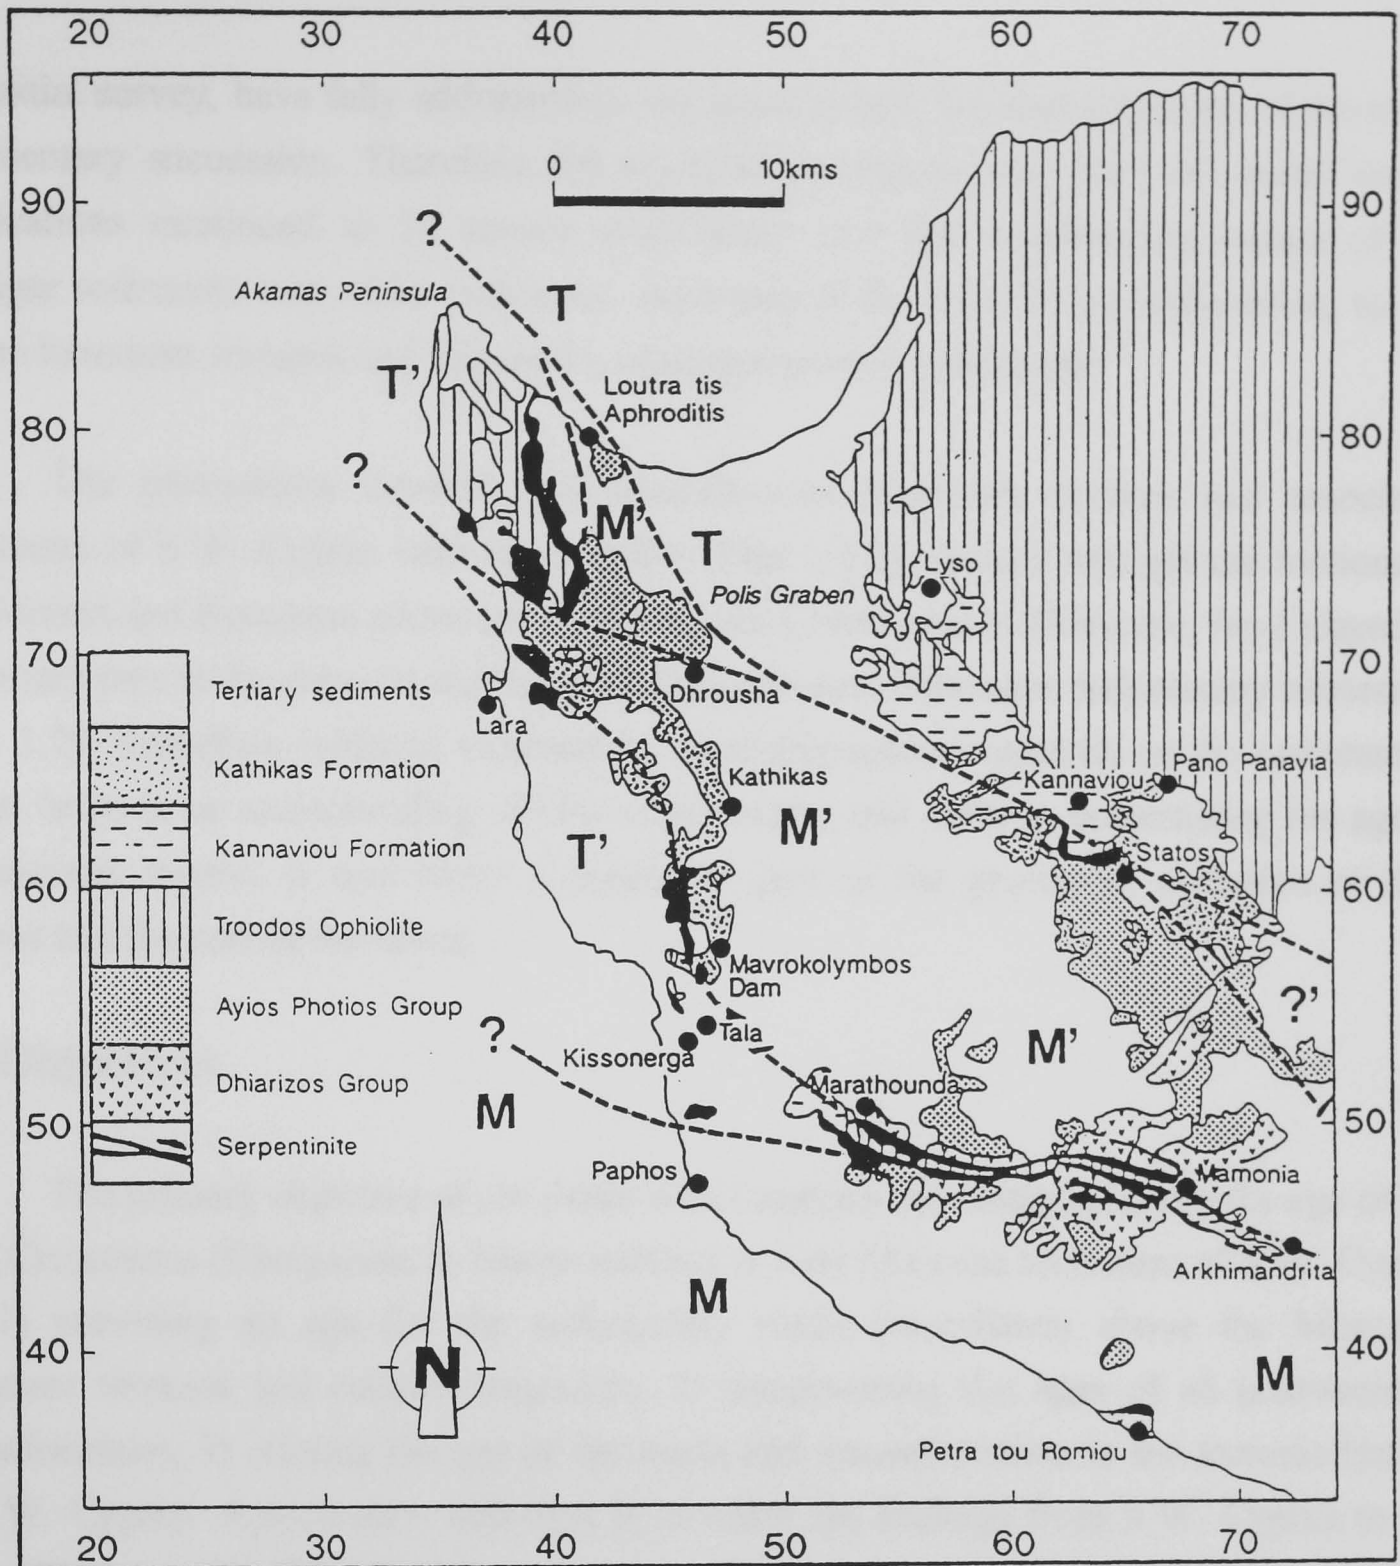 20 30 40 50 60 70
0 10kms
90 90
?
Akamas Peninsula
T
T'
Loutra tis
Aphroditis
80 80
?
M'
T
Lyso
Polis Graben
70 70
Tertiary sediments
Dhrousha
Lara
Kathikas Formation
Kathikas
Kannaviou
Pano Panayia
M'
T'
Kannaviou Formation
Statos
60 60
Troodos Ophiolite
Mavrokolymbos
Dam
Ayios Photios Group
?'
?
Tala
Kissonerga
M'
Dhiarizos Group
Marathounda
M
50 50
Serpentinite
Paphos
Mamonia
Arkhimandrita
M
N
40 40
M
Petra tou Romiou
20 30 40 50 60 70